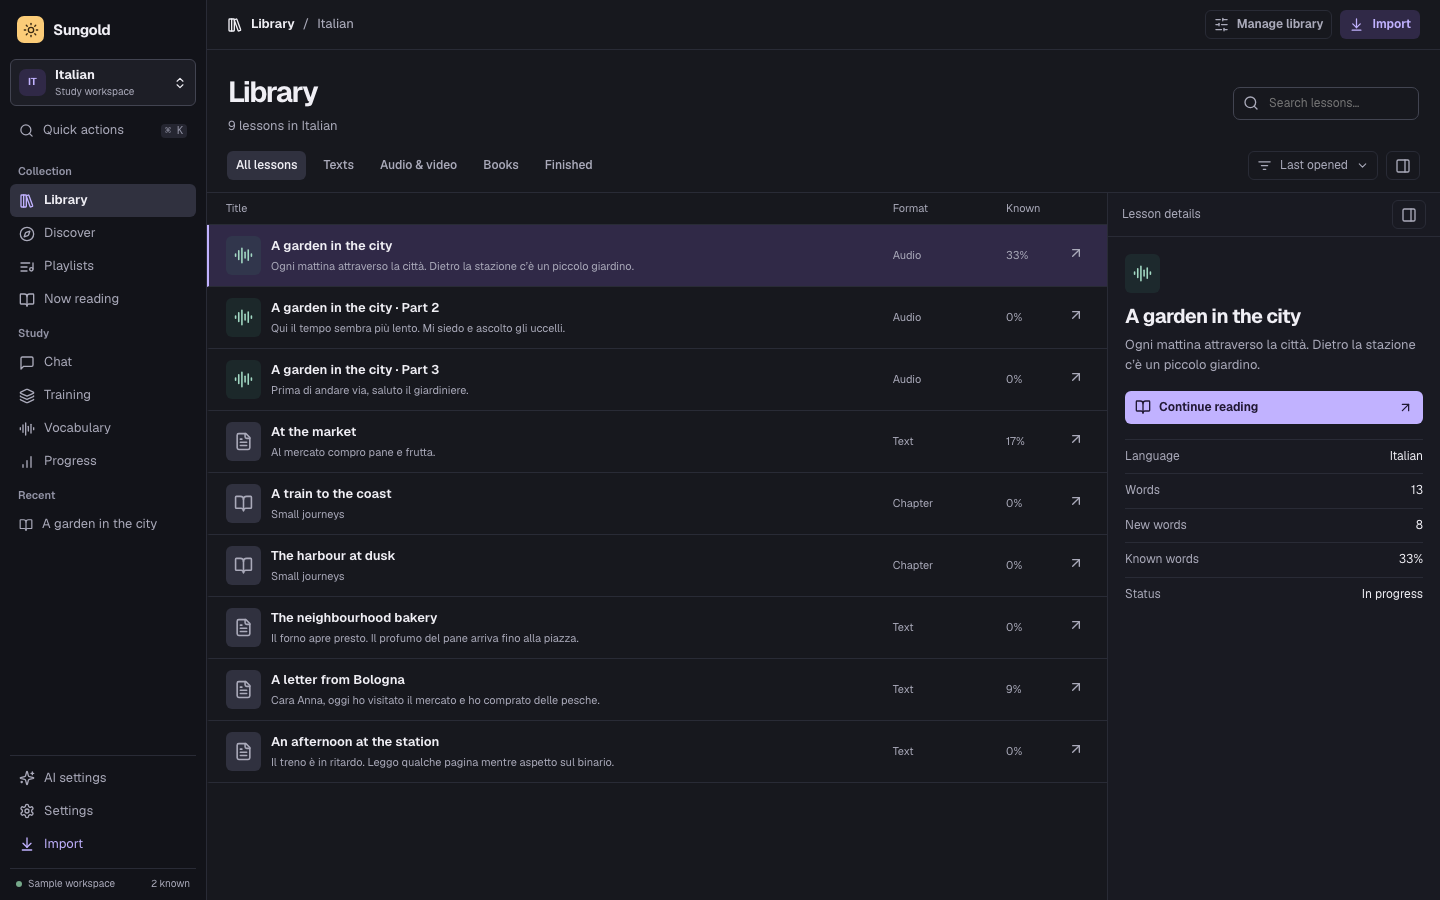 Sungold
IT
Italian
Study workspace
Quick actions
⌘ K
Collection
Library
Discover
Playlists
Now reading
Study
Chat
Training
Vocabulary
Progress
Recent
A garden in the city
AI settings
Settings
Import
Sample workspace
2 known
Library / Italian
Manage library
Import
Library
9 lessons in Italian
Search lessons...
All lessons
Texts
Audio & video
Books
Finished
Last opened
Title
Format
Known
A garden in the city
Ogni mattina attraverso la città. Dietro la stazione c'è un piccolo giardino.
Audio
33%
A garden in the city · Part 2
Qui il tempo sembra più lento. Mi siedo e ascolto gli uccelli.
Audio
0%
A garden in the city · Part 3
Prima di andare via, saluto il giardiniere.
Audio
0%
At the market
Al mercato compro pane e frutta.
Text
17%
A train to the coast
Small journeys
Chapter
0%
The harbour at dusk
Small journeys
Chapter
0%
The neighbourhood bakery
Il forno apre presto. Il profumo del pane arriva fino alla piazza.
Text
0%
A letter from Bologna
Cara Anna, oggi ho visitato il mercato e ho comprato delle pesche.
Text
9%
An afternoon at the station
Il treno è in ritardo. Leggo qualche pagina mentre aspetto sul binario.
Text
0%
Lesson details
A garden in the city
Ogni mattina attraverso la città. Dietro la stazione
c'è un piccolo giardino.
Continue reading
Language
Italian
Words
13
New words
8
Known words
33%
Status
In progress